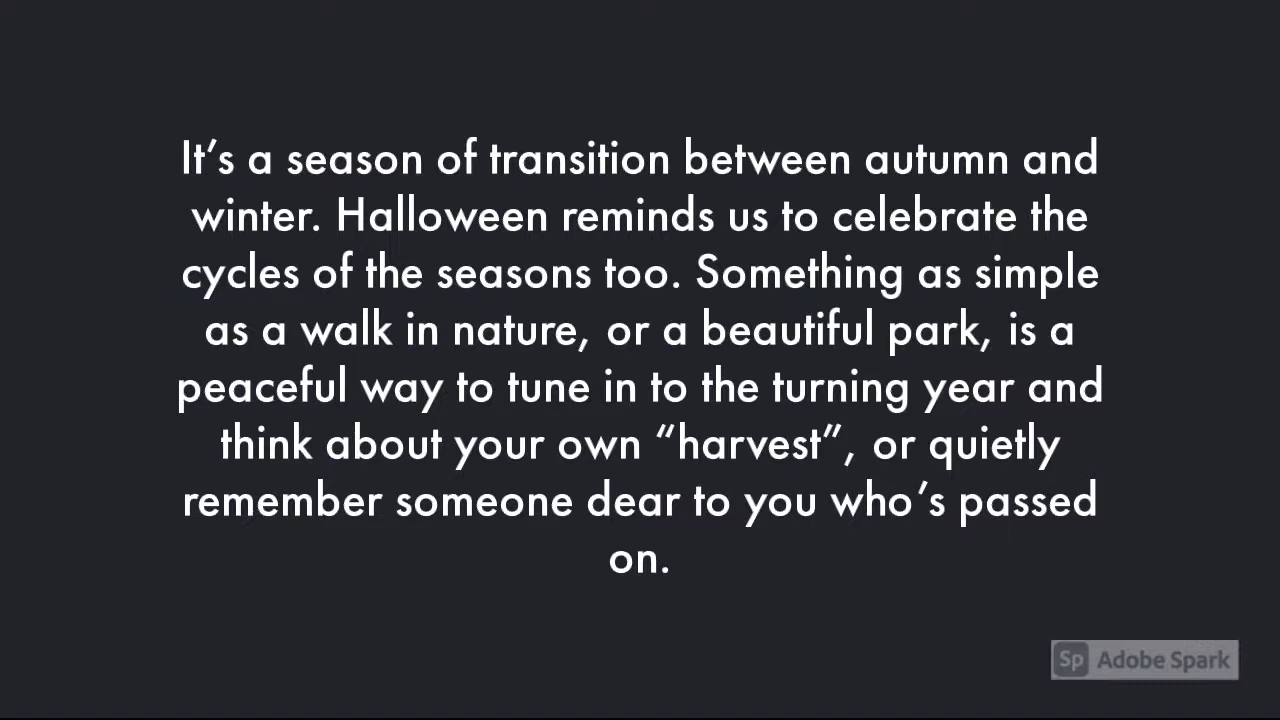 It’s a season of transition between autumn and
winter. Halloween reminds us to celebrate the
cycles of the seasons too. Something as simple
as a walk in nature, or a beautiful park, is a
peaceful way to tune in to the turning year and
think about your own “harvest”, or quietly
remember someone dear to you who’s passed
on.
Sp Adobe Spark